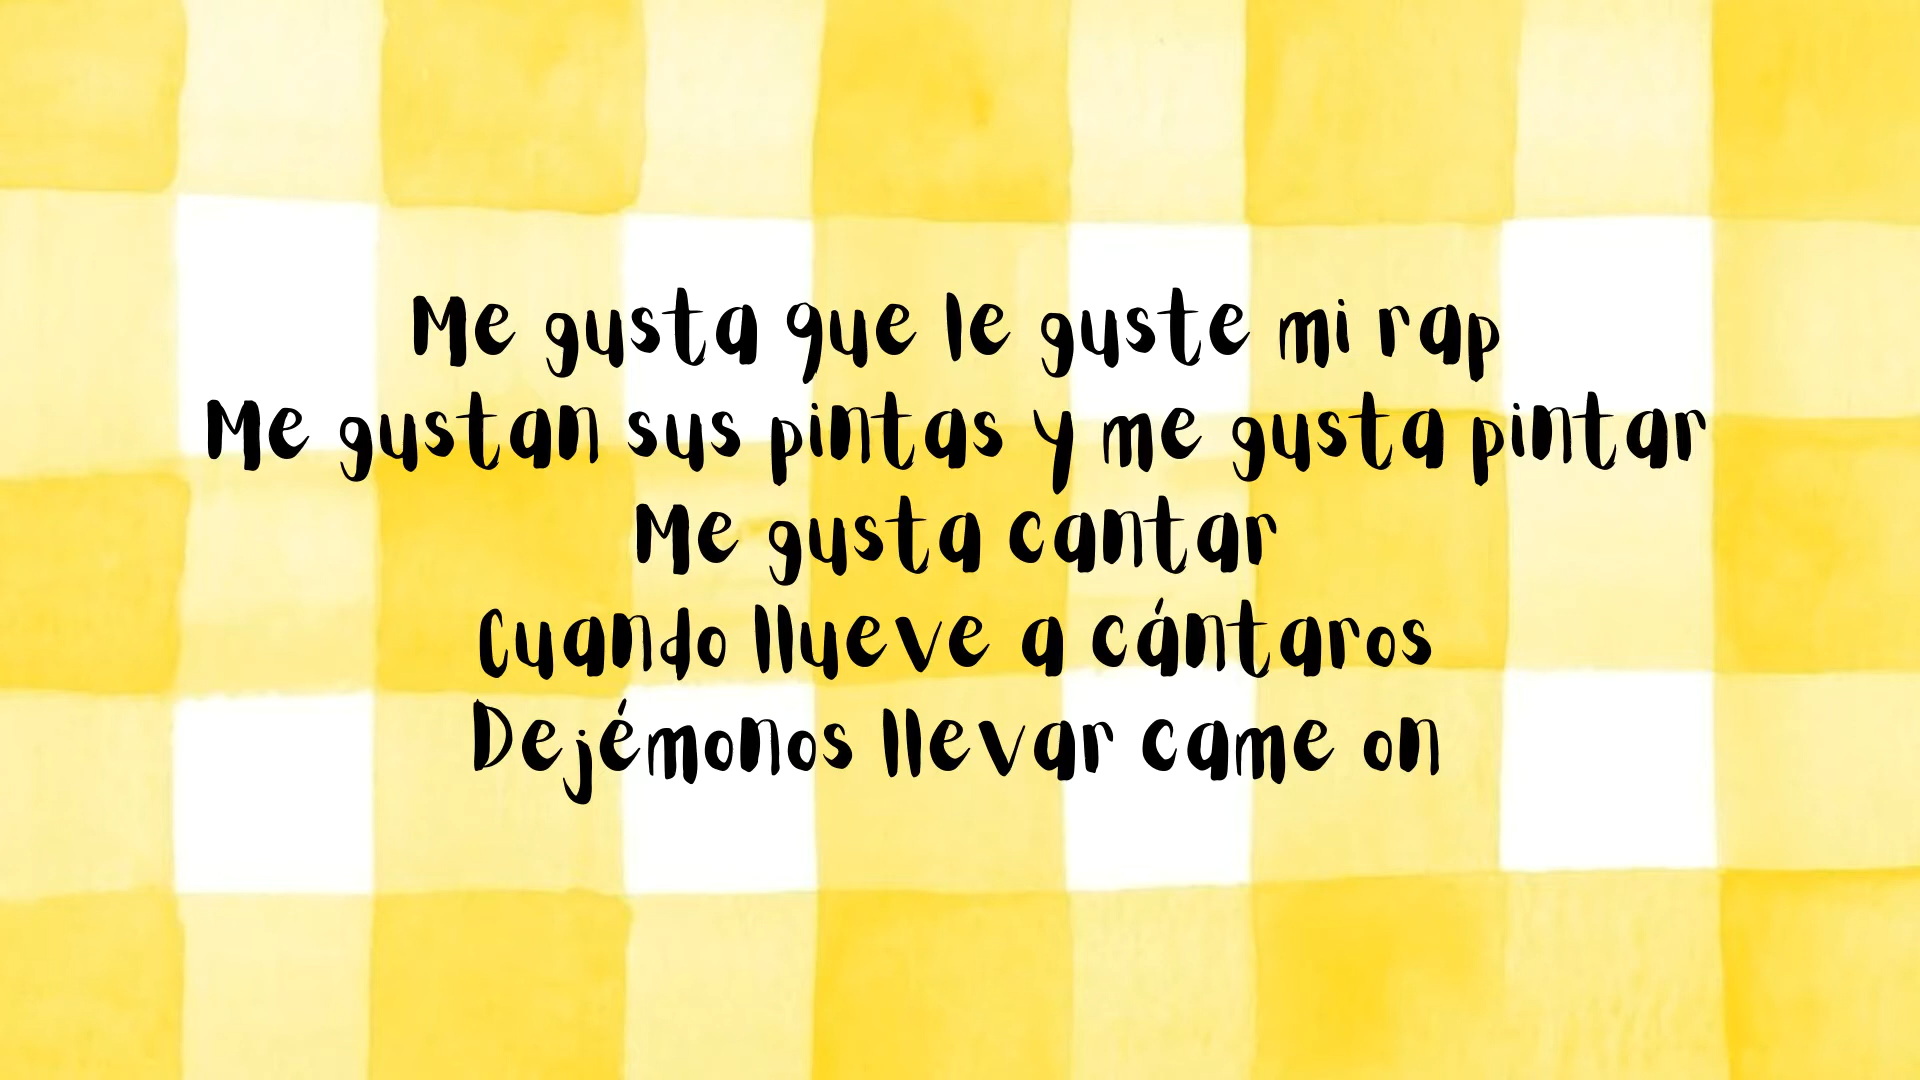 Me gusta que le guste mi rap
Me gustan sus pintas y me gusta pintar
Me gusta cantar
Cuando llueve a cántaros
Dejémonos llevar came on